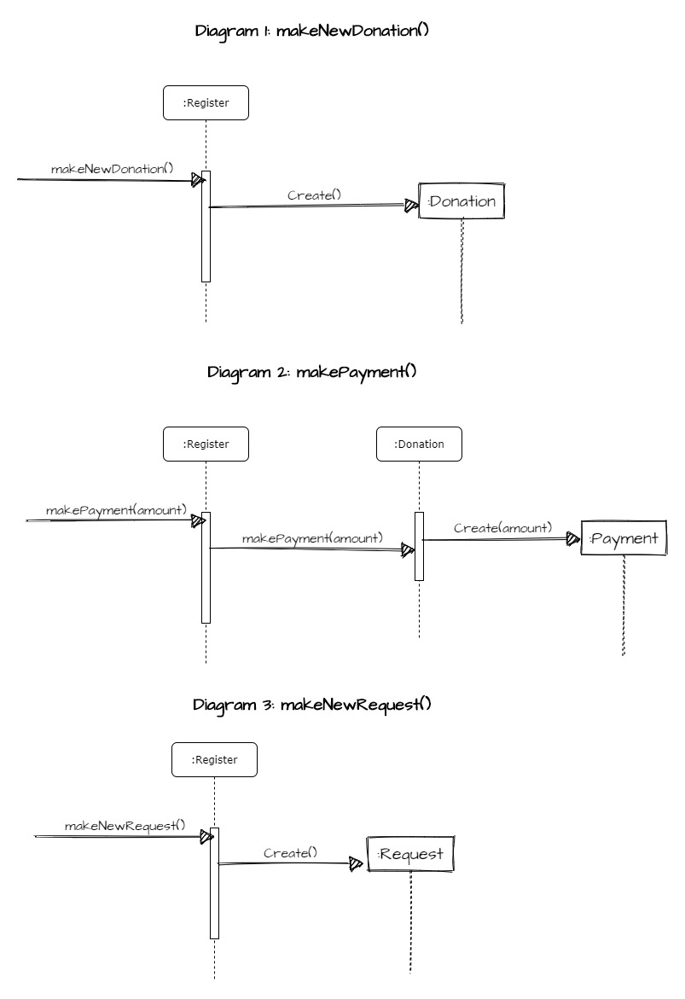 Diagram 1: makeNewDonation()
:Register
makeNewDonation()
Create()
:Donation
Diagram 2: makePayment()
:Register
:Donation
makePayment(amount)
makePayment(amount)
Create(amount)
:Payment
Diagram 3: makeNewRequest()
:Register
makeNewRequest()
Create()
:Request